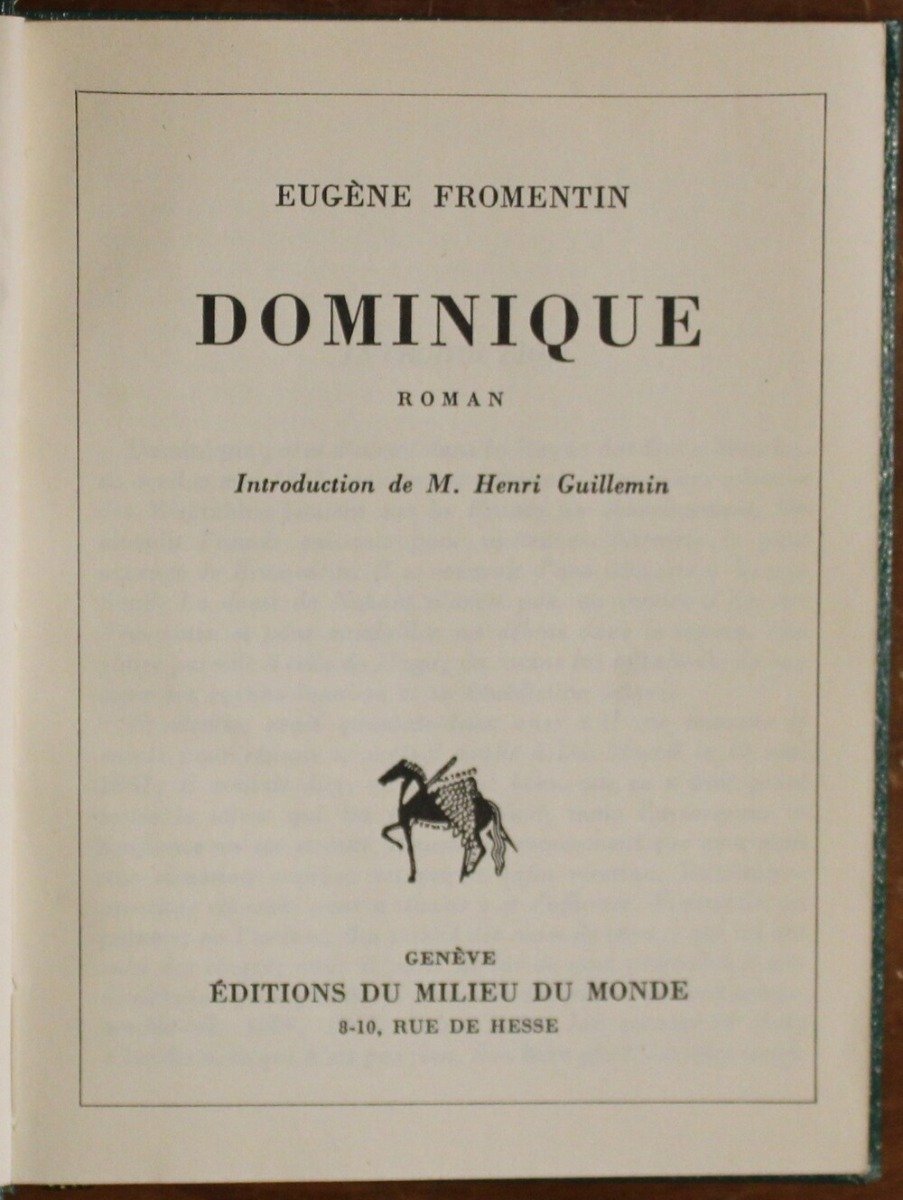 EUGÈNE FROMENTIN
DOMINIQUE
ROMAN
Introduction de M. Henri Guillemin
GENÈVE
ÉDITIONS DU MILIEU DU MONDE
8-10, RUE DE HESSE